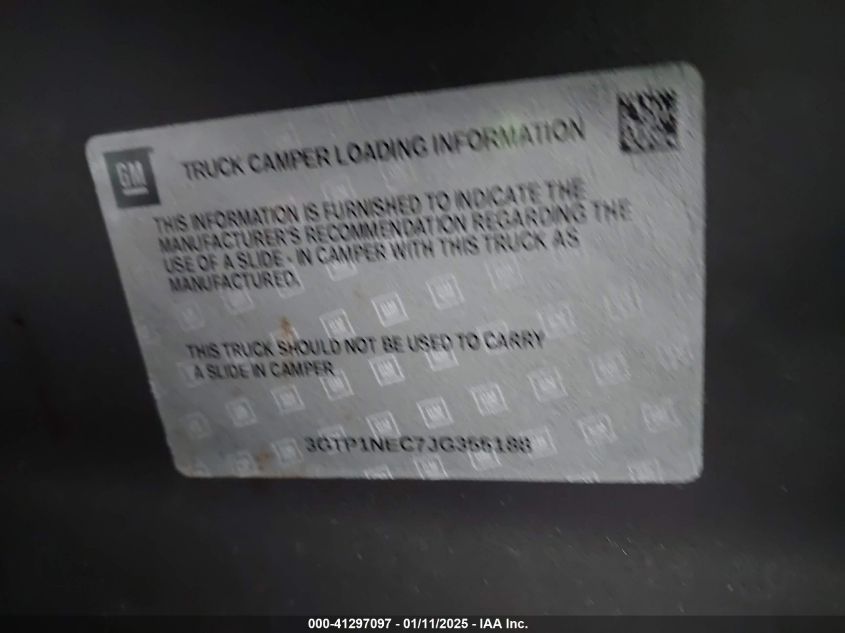 GM
TRUCK CAMPER LOADING INFORMATION
THIS INFORMATION IS FURNISHED TO INDICATE THE
MANUFACTURER'S RECOMMENDATION REGARDING THE
USE OF A SLIDE - IN CAMPER WITH THIS TRUCK AS
MANUFACTURED.
THIS TRUCK SHOULD NOT BE USED TO CARRY
A SLIDE IN CAMPER
3GTP1NEC7JG355188
000-41297097 - 01/11/2025 - IAA Inc.